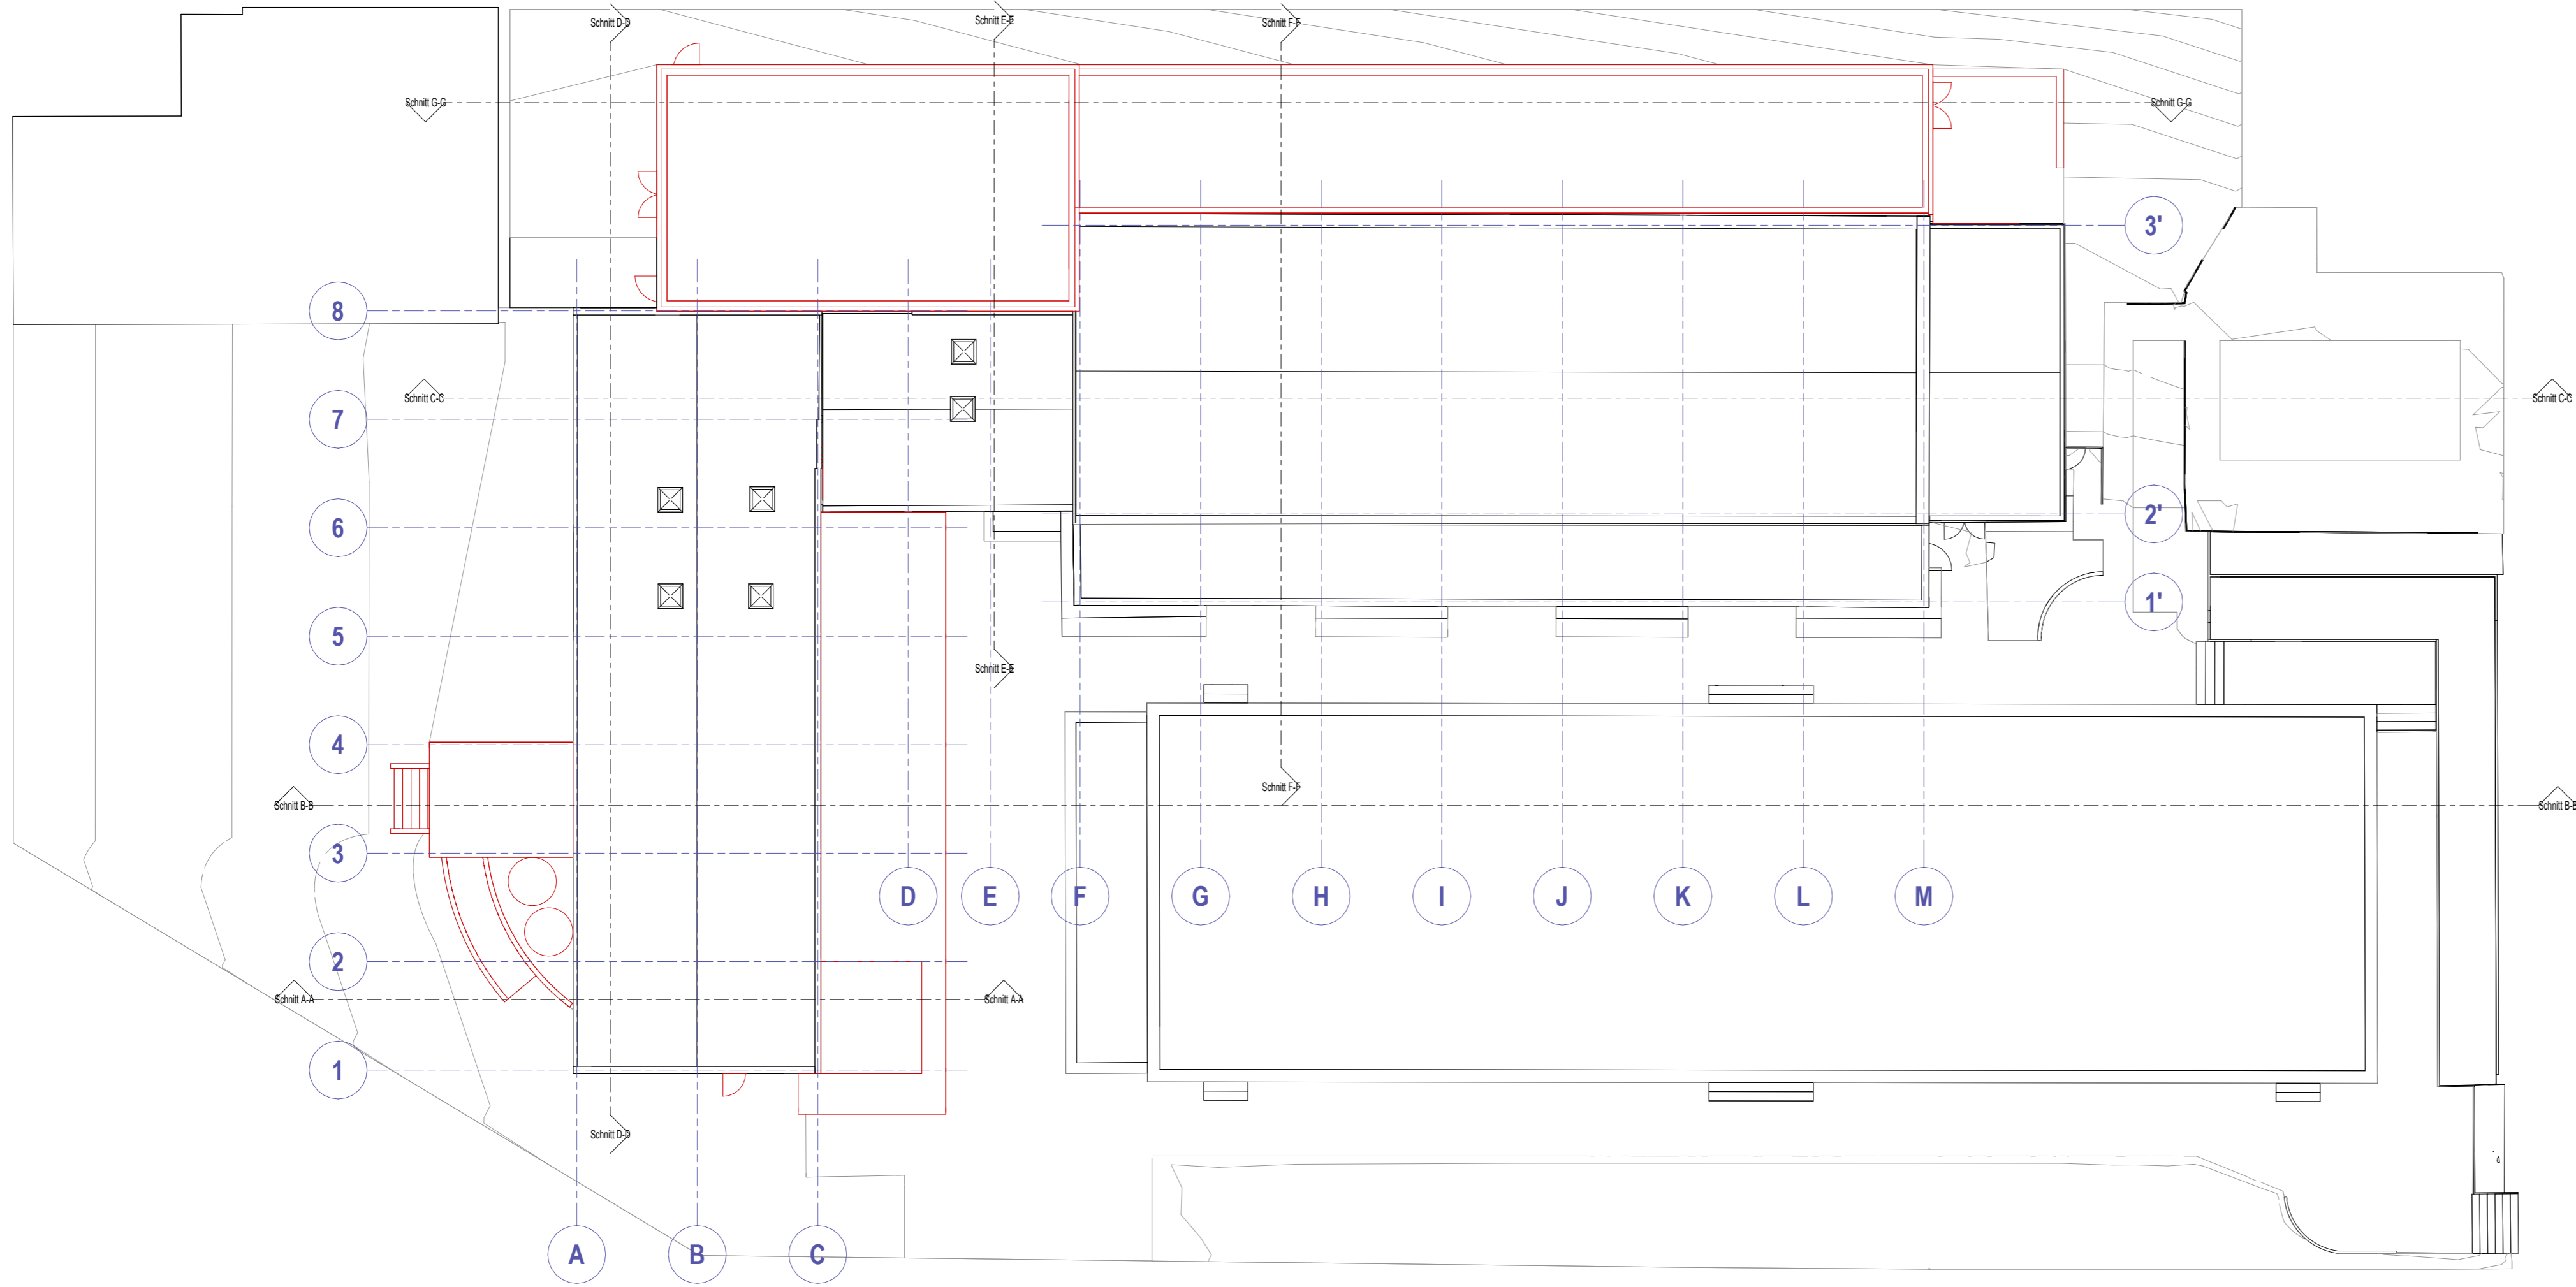 Schnitt D-D
Schnitt E-E
Schnitt F-F
Schnitt G-G
Schnitt G-G
3'
8
Schnitt C-C
Schnitt C-C
7
6
2'
5
1'
Schnitt E-E
4
Schnitt F-F
Schnitt B-B
Schnitt B-B
3
D
E
F
G
H
I
J
K
L
M
2
Schnitt A-A
Schnitt A-A
1
Schnitt D-D
A
B
C